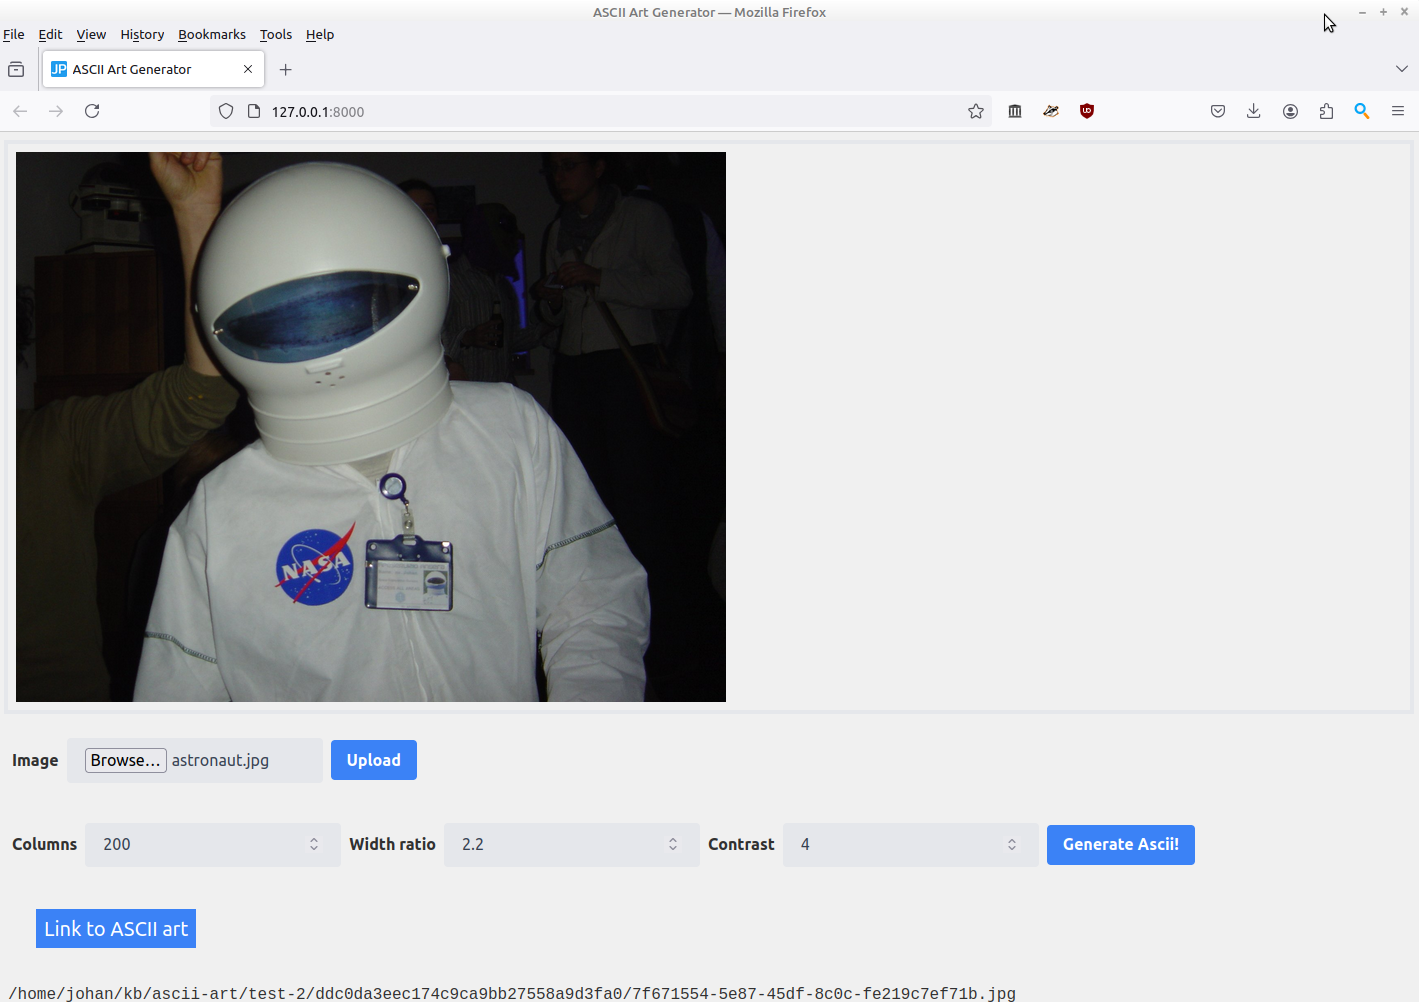 ASCII Art Generator — Mozilla Firefox
File Edit View History Bookmarks Tools Help
JP ASCII Art Generator
127.0.0.1:8000
NASA
Image Browse... astronaut.jpg Upload
Columns 200 Width ratio 2.2 Contrast 4 Generate Ascii!
Link to ASCII art
/home/johan/kb/ascii-art/test-2/ddc0da3eec174c9ca9bb27558a9d3fa0/7f671554-5e87-45df-8c0c-fe219c7ef71b.jpg